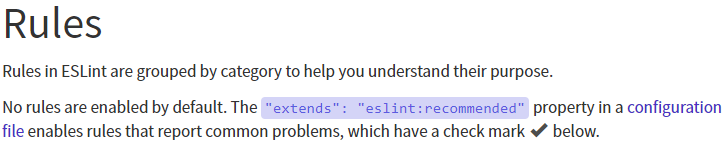 Rules
Rules in ESLint are grouped by category to help you understand their purpose.
No rules are enabled by default. The "extends": "eslint:recommended" property in a configuration
file enables rules that report common problems, which have a check mark ✔ below.